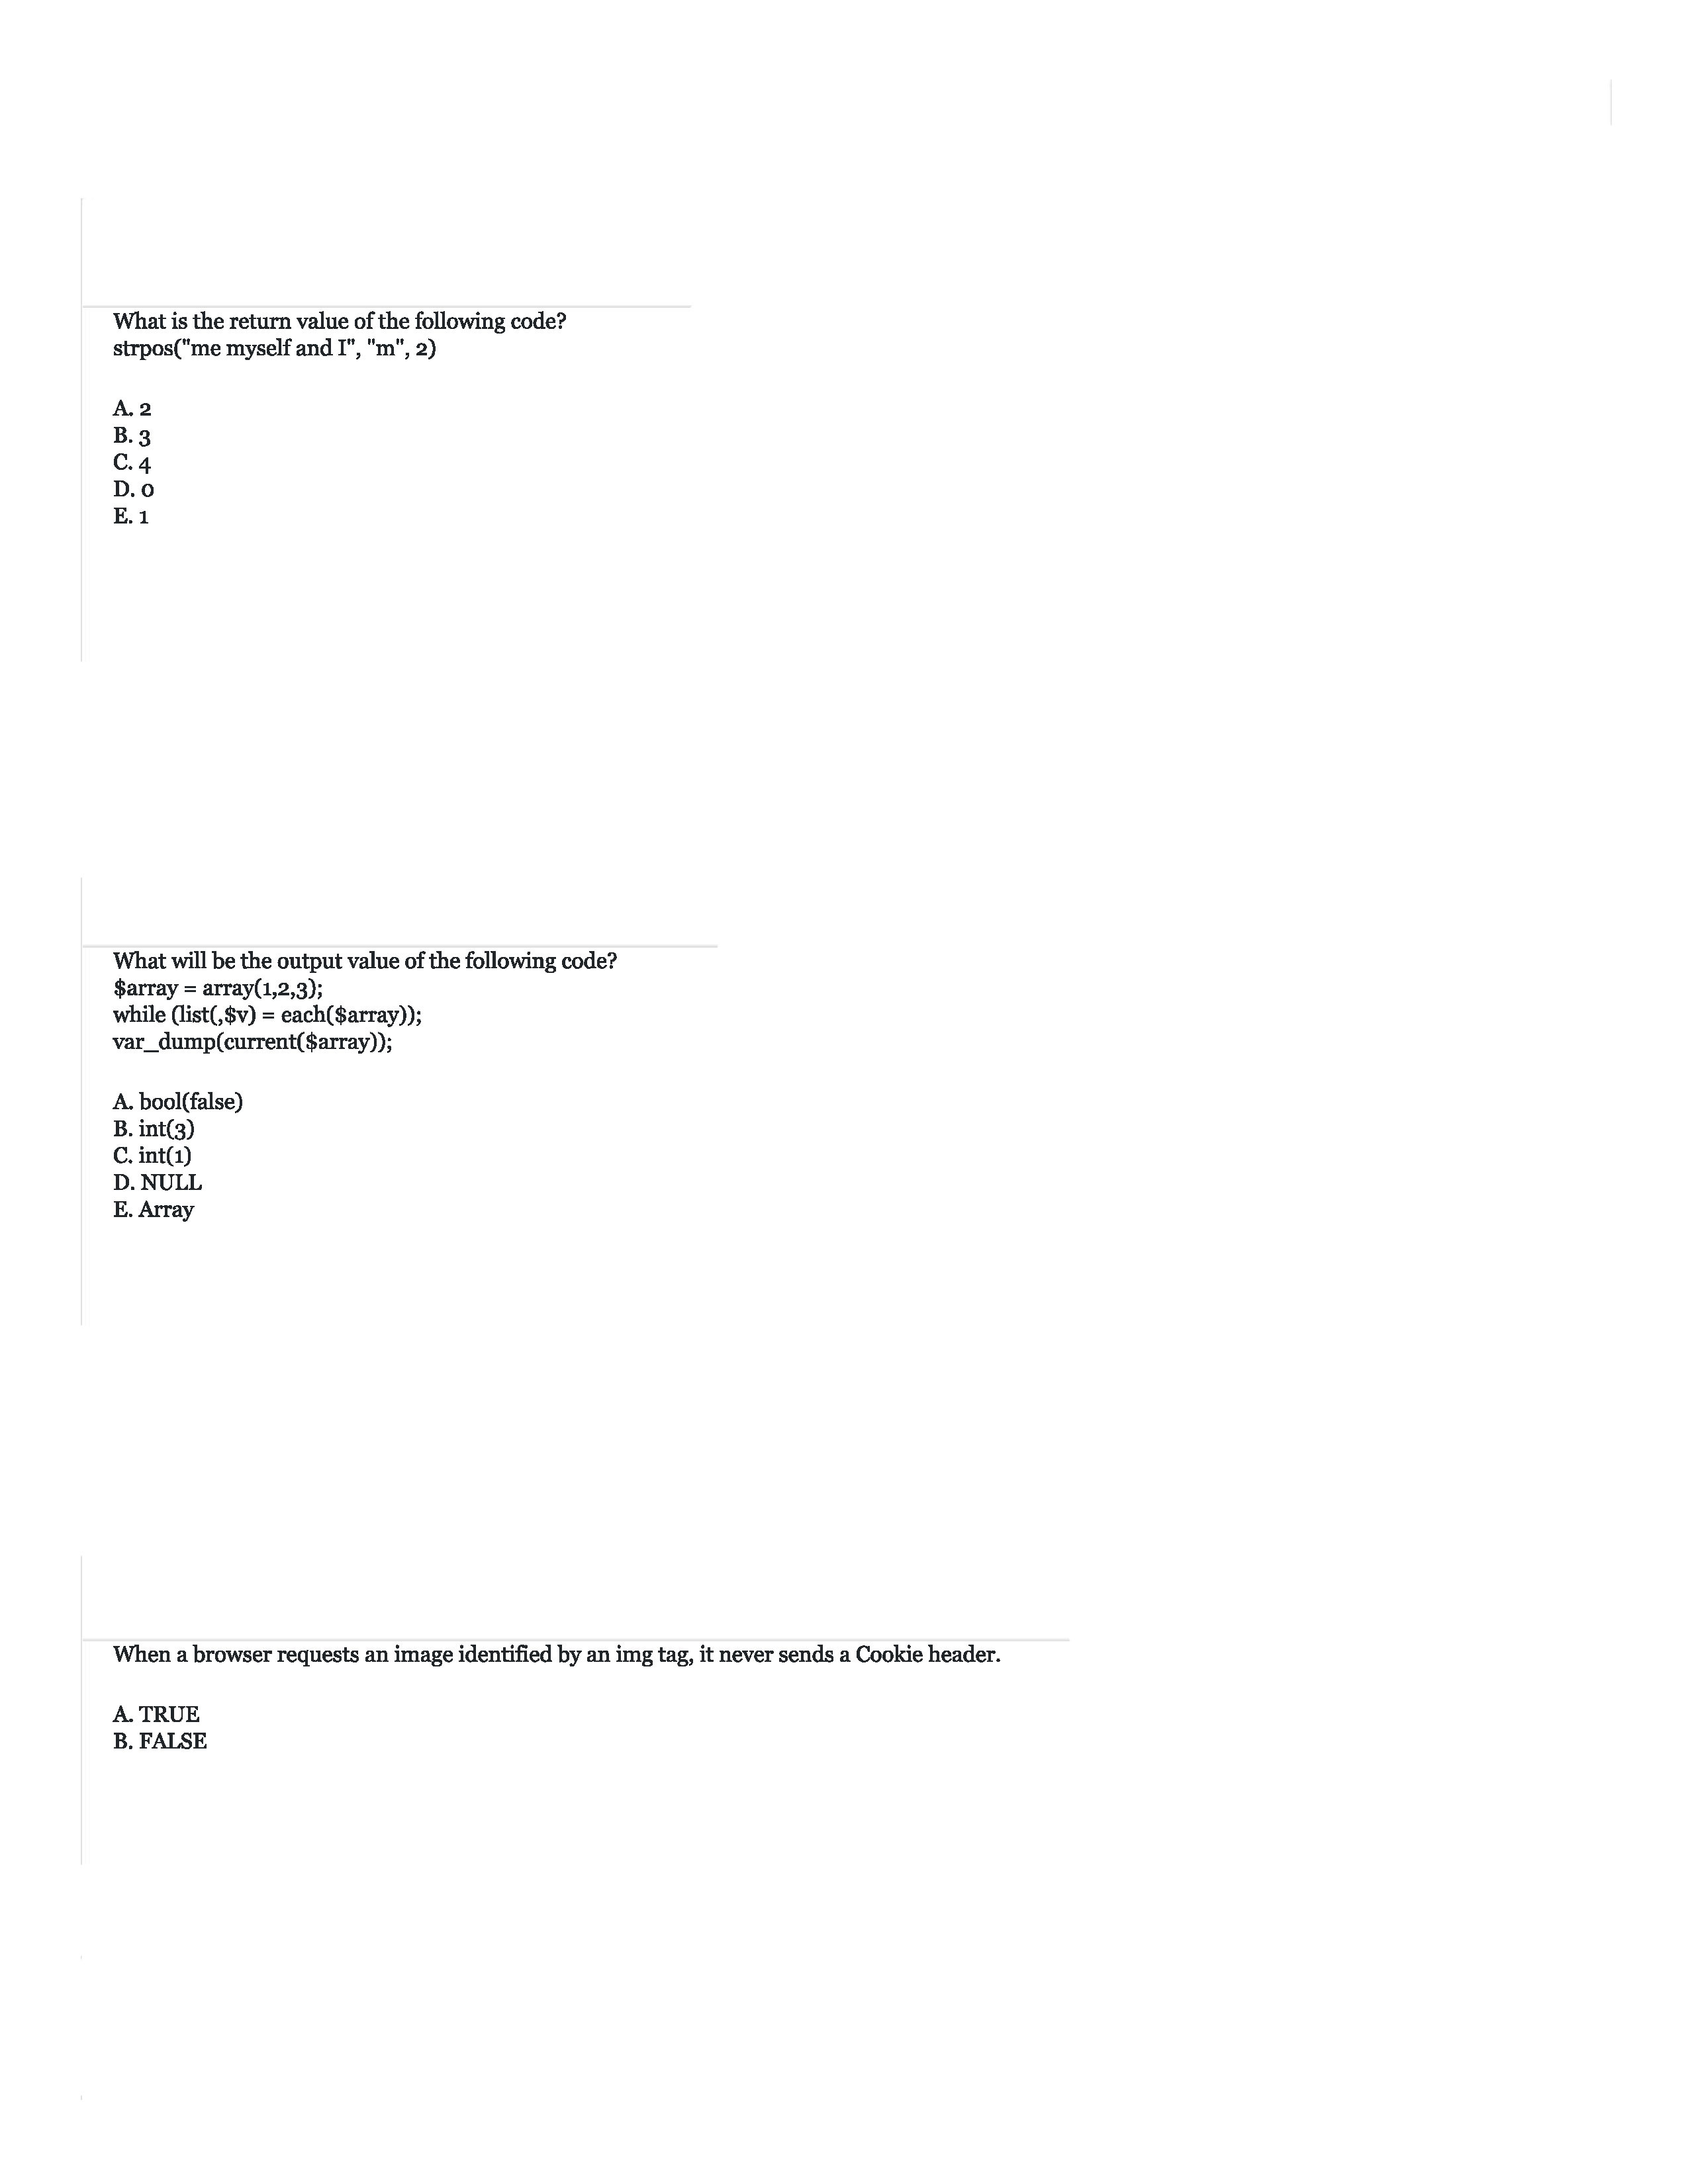 What is the return value of the following code?
strpos("me myself and I", "m", 2)
A. 2
B. 3
C. 4
D. 0
E. 1
What will be the output value of the following code?
$array = array(1,2,3);
while (list(,$v) = each($array));
var_dump(current($array));
A. bool(false)
B. int(3)
C. int(1)
D. NULL
E. Array
When a browser requests an image identified by an img tag, it never sends a Cookie header.
A. TRUE
B. FALSE